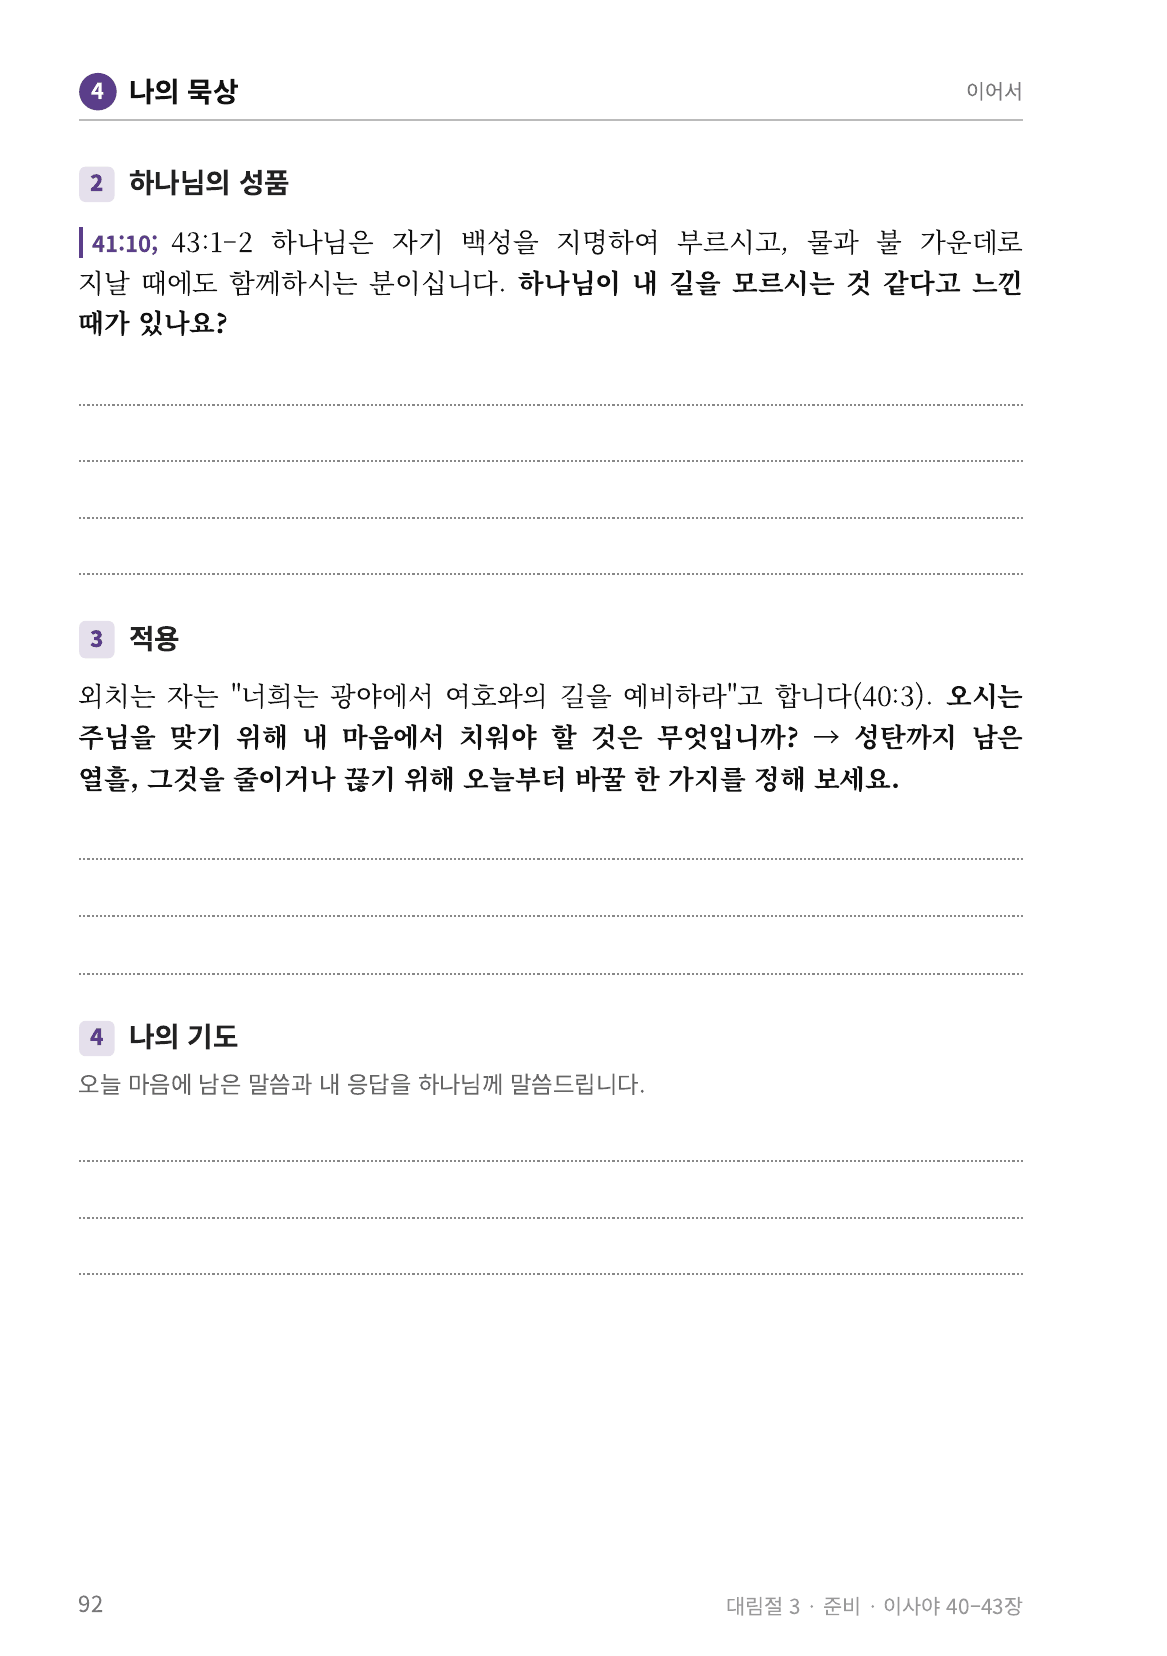 4 나의 묵상 이어서
2 하나님의 성품
41:10; 43:1–2 하나님은 자기 백성을 지명하여 부르시고, 물과 불 가운데로
지날 때에도 함께하시는 분이십니다. 하나님이 내 길을 모르시는 것 같다고 느낀
때가 있나요?
3 적용
외치는 자는 "너희는 광야에서 여호와의 길을 예비하라"고 합니다(40:3). 오시는
주님을 맞기 위해 내 마음에서 치워야 할 것은 무엇입니까? → 성탄까지 남은
열흘, 그것을 줄이거나 끊기 위해 오늘부터 바꿀 한 가지를 정해 보세요.
4 나의 기도
오늘 마음에 남은 말씀과 내 응답을 하나님께 말씀드립니다.
92 대림절 3 · 준비 · 이사야 40–43장